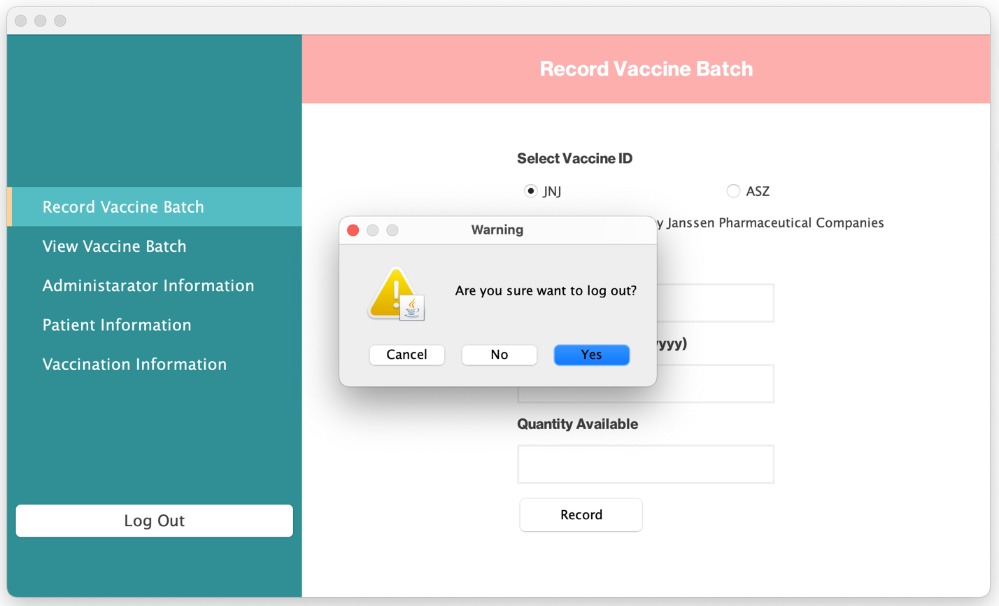 Record Vaccine Batch
Record Vaccine Batch
View Vaccine Batch
Administarator Information
Patient Information
Vaccination Information
Log Out
Select Vaccine ID
JNJ
ASZ
y Janssen Pharmaceutical Companies
Warning
Are you sure want to log out?
Cancel
No
Yes
yyyy)
Quantity Available
Record